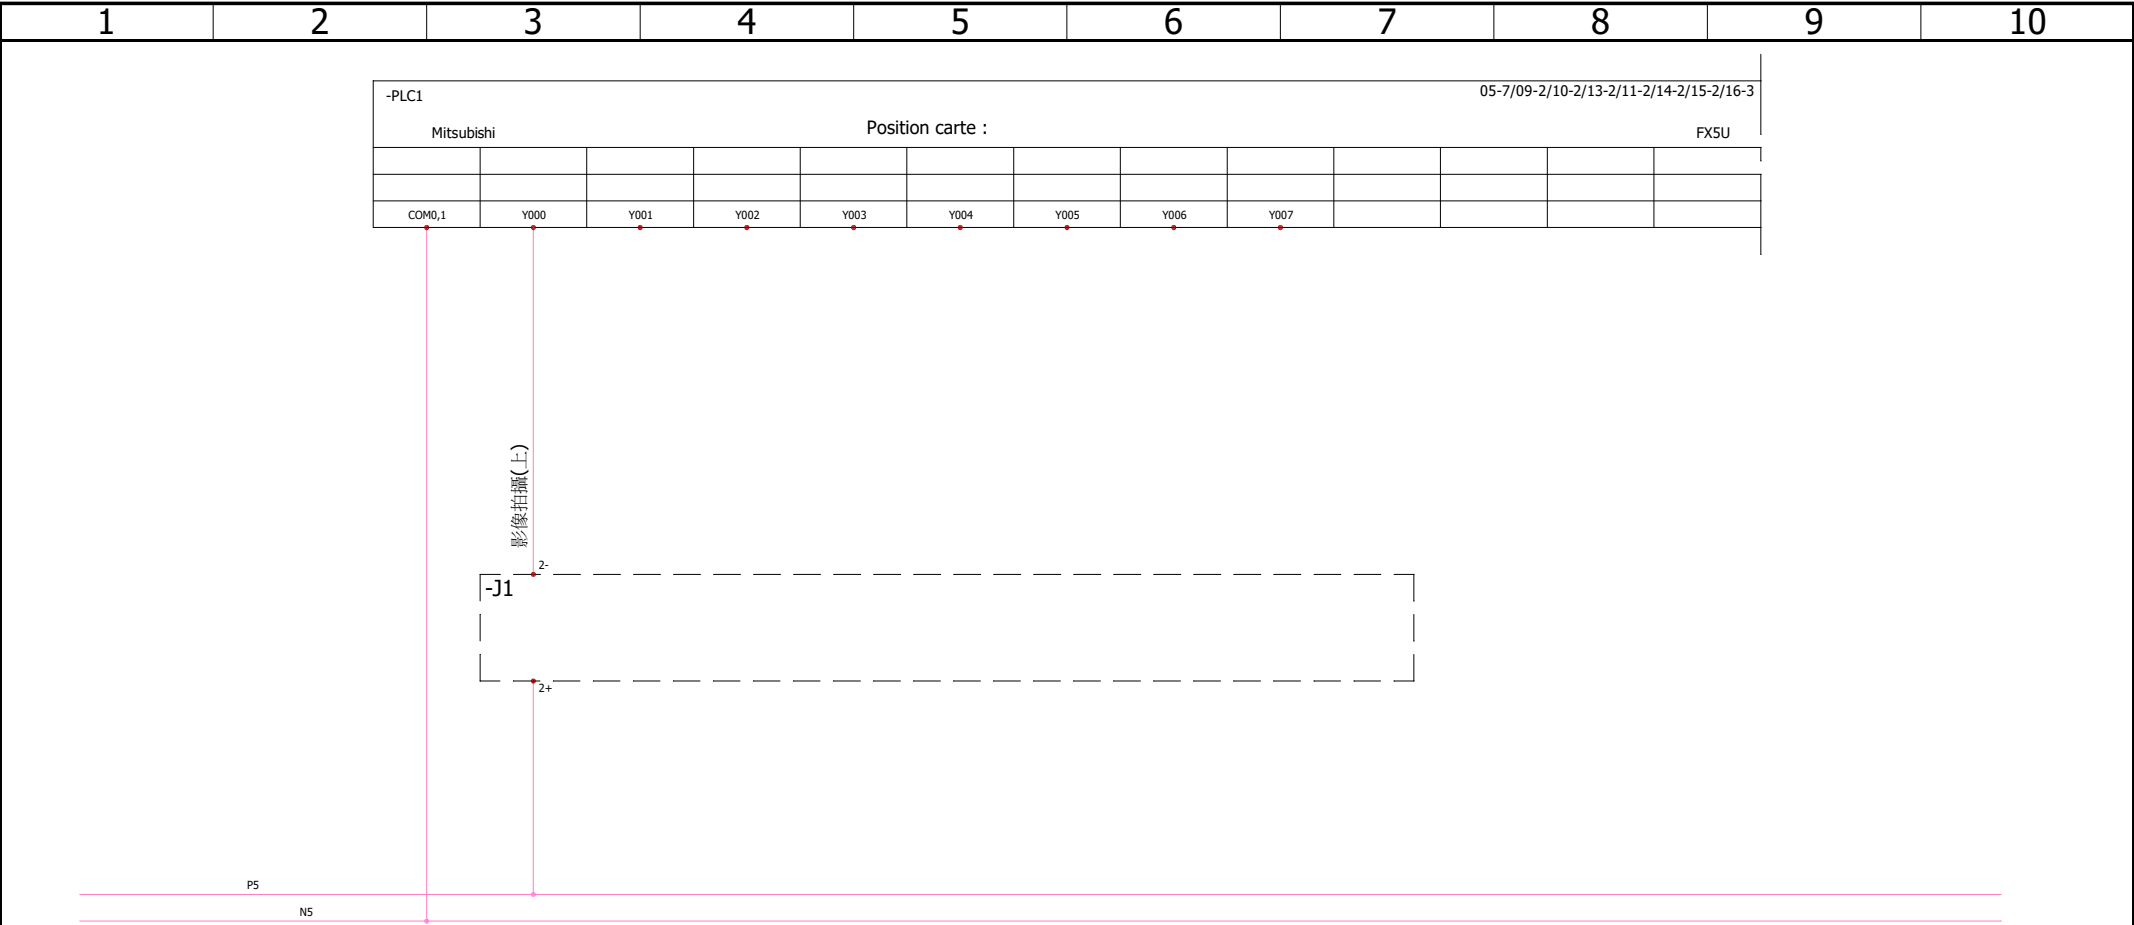 1 2 3 4 5 6 7 8 9 10
-PLC1 05-7/09-2/10-2/13-2/11-2/14-2/15-2/16-3
Mitsubishi Position carte : FX5U
COM0,1 Y000 Y001 Y002 Y003 Y004 Y005 Y006 Y007
影像拍攝(上)
2-
-J1
2+
P5
N5